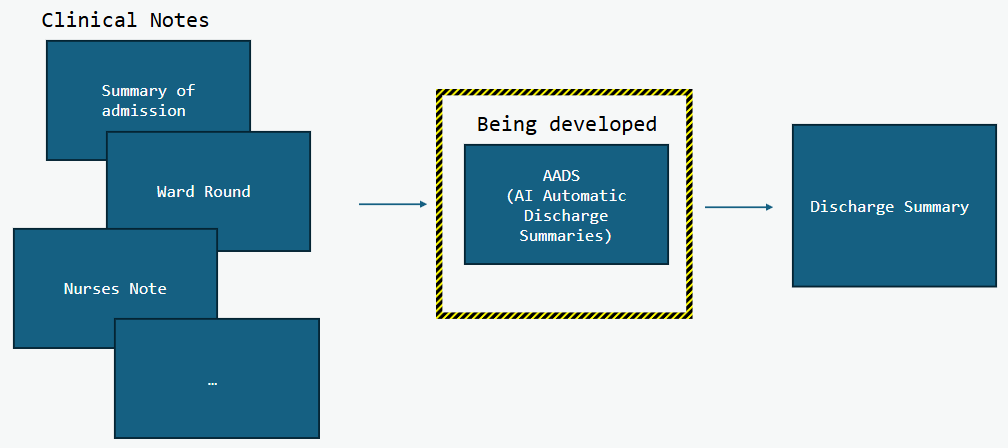 Clinical Notes
Summary of
admission
Ward Round
Nurses Note
…
Being developed
AADS
(AI Automatic
Discharge
Summaries)
Discharge Summary